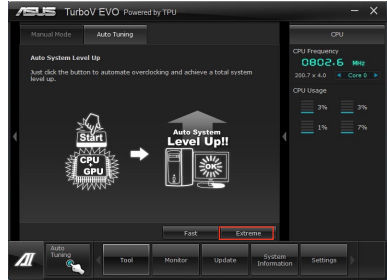 ASUS TurboV EVO Powered by TPU
Manual Mode
Auto Tuning
Auto System Level Up
Just click the button to automate overclocking and achieve a total system
level up.
Start
CPU
+
GPU
Auto System
Level Up!!
OK
Fast
Extreme
CPU
CPU Frequency
0802.6 MHz
200.7 x 4.0
Core 0
CPU Usage
3%
3%
1%
7%
Auto
Tuning
Tool
Monitor
Update
System
Information
Settings